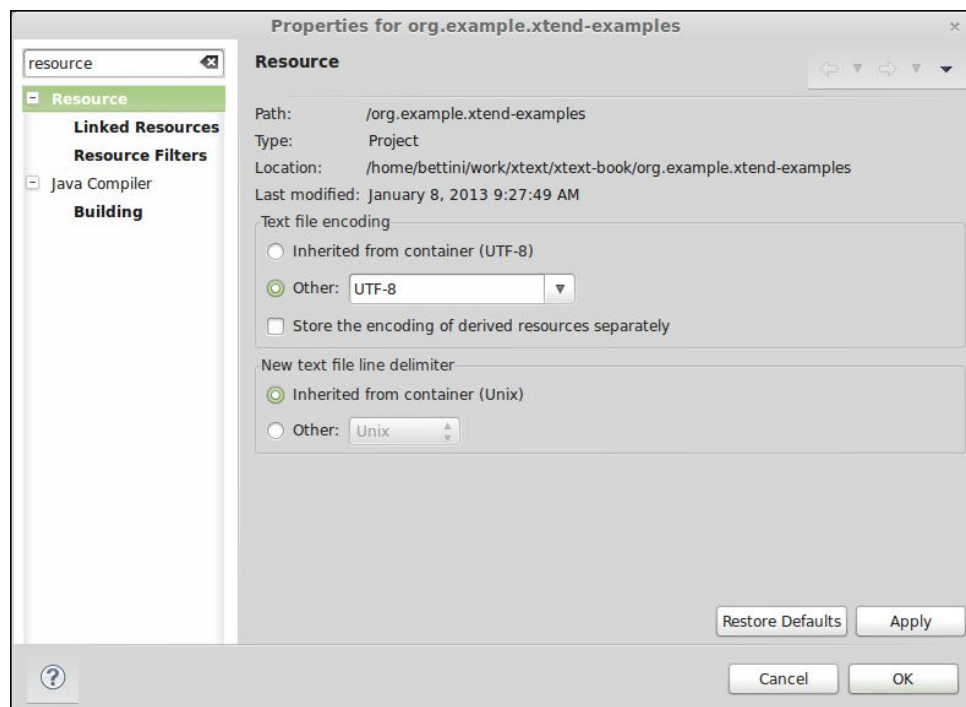 Properties for org.example.xtend-examples
resource
Resource
Linked Resources
Resource Filters
Java Compiler
Building
Resource
Path: /org.example.xtend-examples
Type: Project
Location: /home/bettini/work/xtext/xtext-book/org.example.xtend-examples
Last modified: January 8, 2013 9:27:49 AM
Text file encoding
Inherited from container (UTF-8)
Other: UTF-8
Store the encoding of derived resources separately
New text file line delimiter
Inherited from container (Unix)
Other: Unix
Restore Defaults Apply
Cancel OK